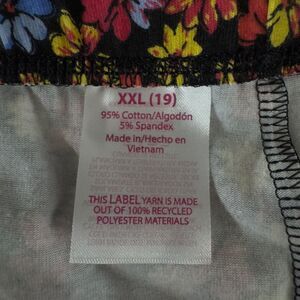 XXL (19)
95% Cotton/Algodón
5% Spandex
Made in/Hecho en
Vietnam
THIS LABEL YARN IS MADE
OUT OF 100% RECYCLED
POLYESTER MATERIALS